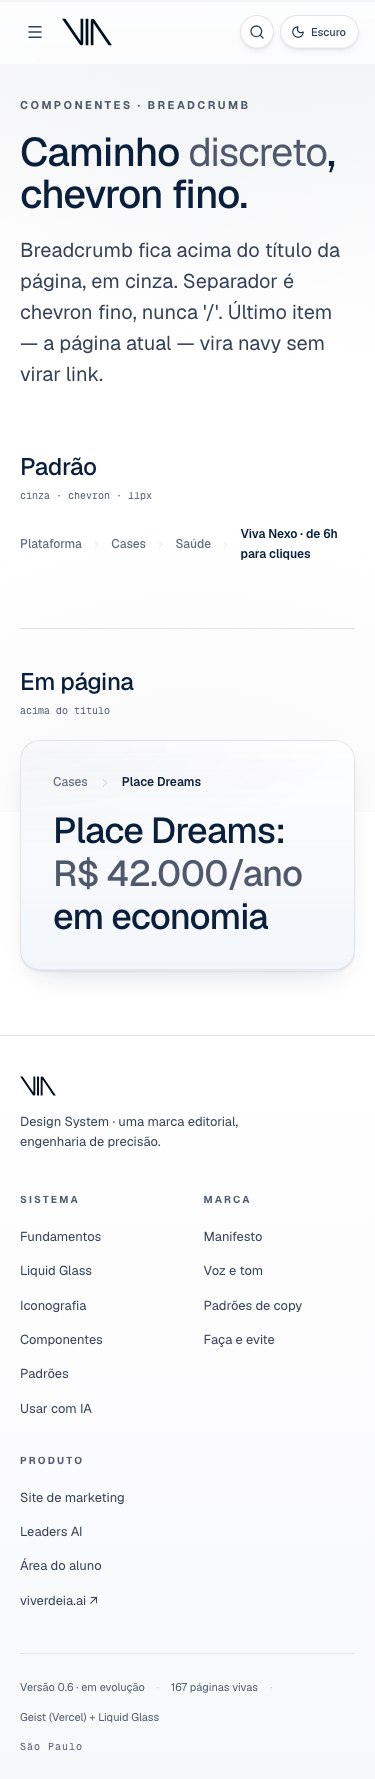 VIA
Escuro
COMPONENTES · BREADCRUMB
Caminho discreto,
chevron fino.
Breadcrumb fica acima do título da
página, em cinza. Separador é
chevron fino, nunca '/'. Último item
— a página atual — vira navy sem
virar link.
Padrão
cinza · chevron · 11px
Plataforma › Cases › Saúde › Viva Nexo · de 6h
para cliques
Em página
acima do título
Cases › Place Dreams
Place Dreams:
R$ 42.000/ano
em economia
VIA
Design System · uma marca editorial,
engenharia de precisão.
SISTEMA
Fundamentos
Liquid Glass
Iconografia
Componentes
Padrões
Usar com IA
MARCA
Manifesto
Voz e tom
Padrões de copy
Faça e evite
PRODUTO
Site de marketing
Leaders AI
Área do aluno
viverdeia.ai ↗
Versão 0.6 · em evolução · 167 páginas vivas ·
Geist (Vercel) + Liquid Glass
São Paulo